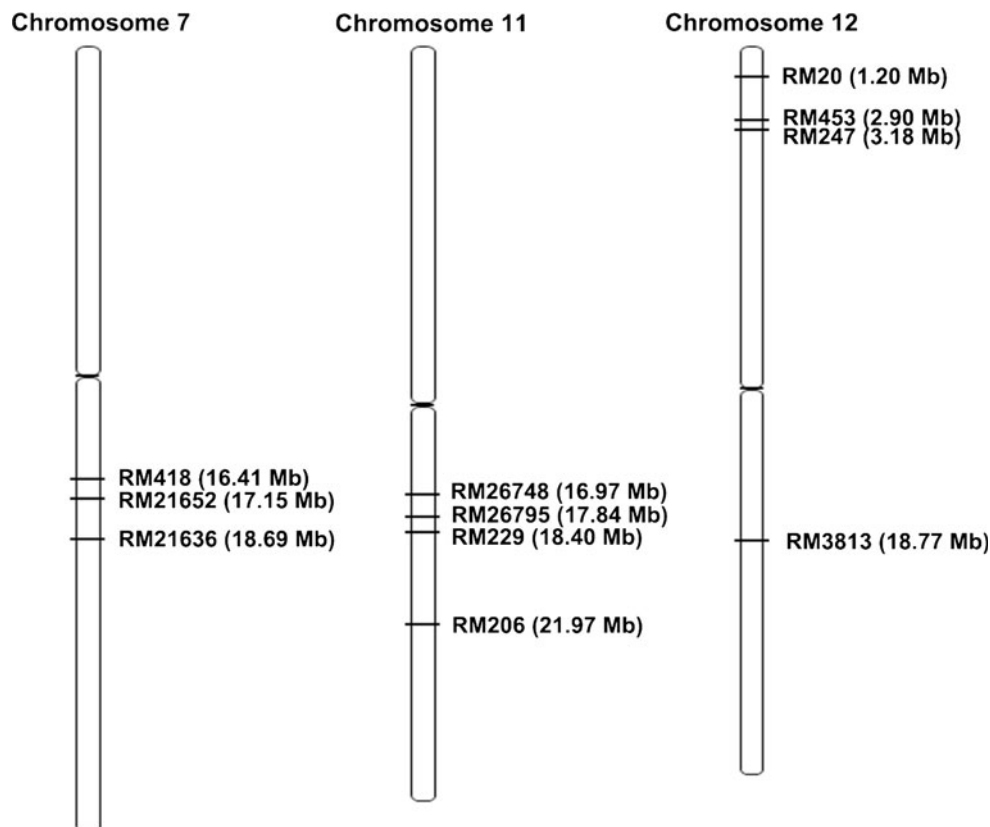 Chromosome 7
RM418 (16.41 Mb)
RM21652 (17.15 Mb)
RM21636 (18.69 Mb)
Chromosome 11
RM26748 (16.97 Mb)
RM26795 (17.84 Mb)
RM229 (18.40 Mb)
RM206 (21.97 Mb)
Chromosome 12
RM20 (1.20 Mb)
RM453 (2.90 Mb)
RM247 (3.18 Mb)
RM3813 (18.77 Mb)